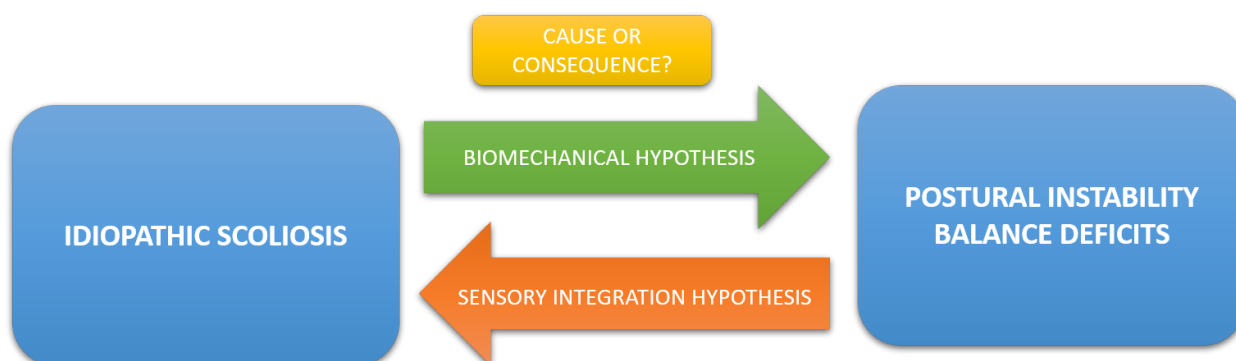 CAUSE OR
CONSEQUENCE?
BIOMECHANICAL HYPOTHESIS
IDIOPATHIC SCOLIOSIS
POSTURAL INSTABILITY
BALANCE DEFICITS
SENSORY INTEGRATION HYPOTHESIS